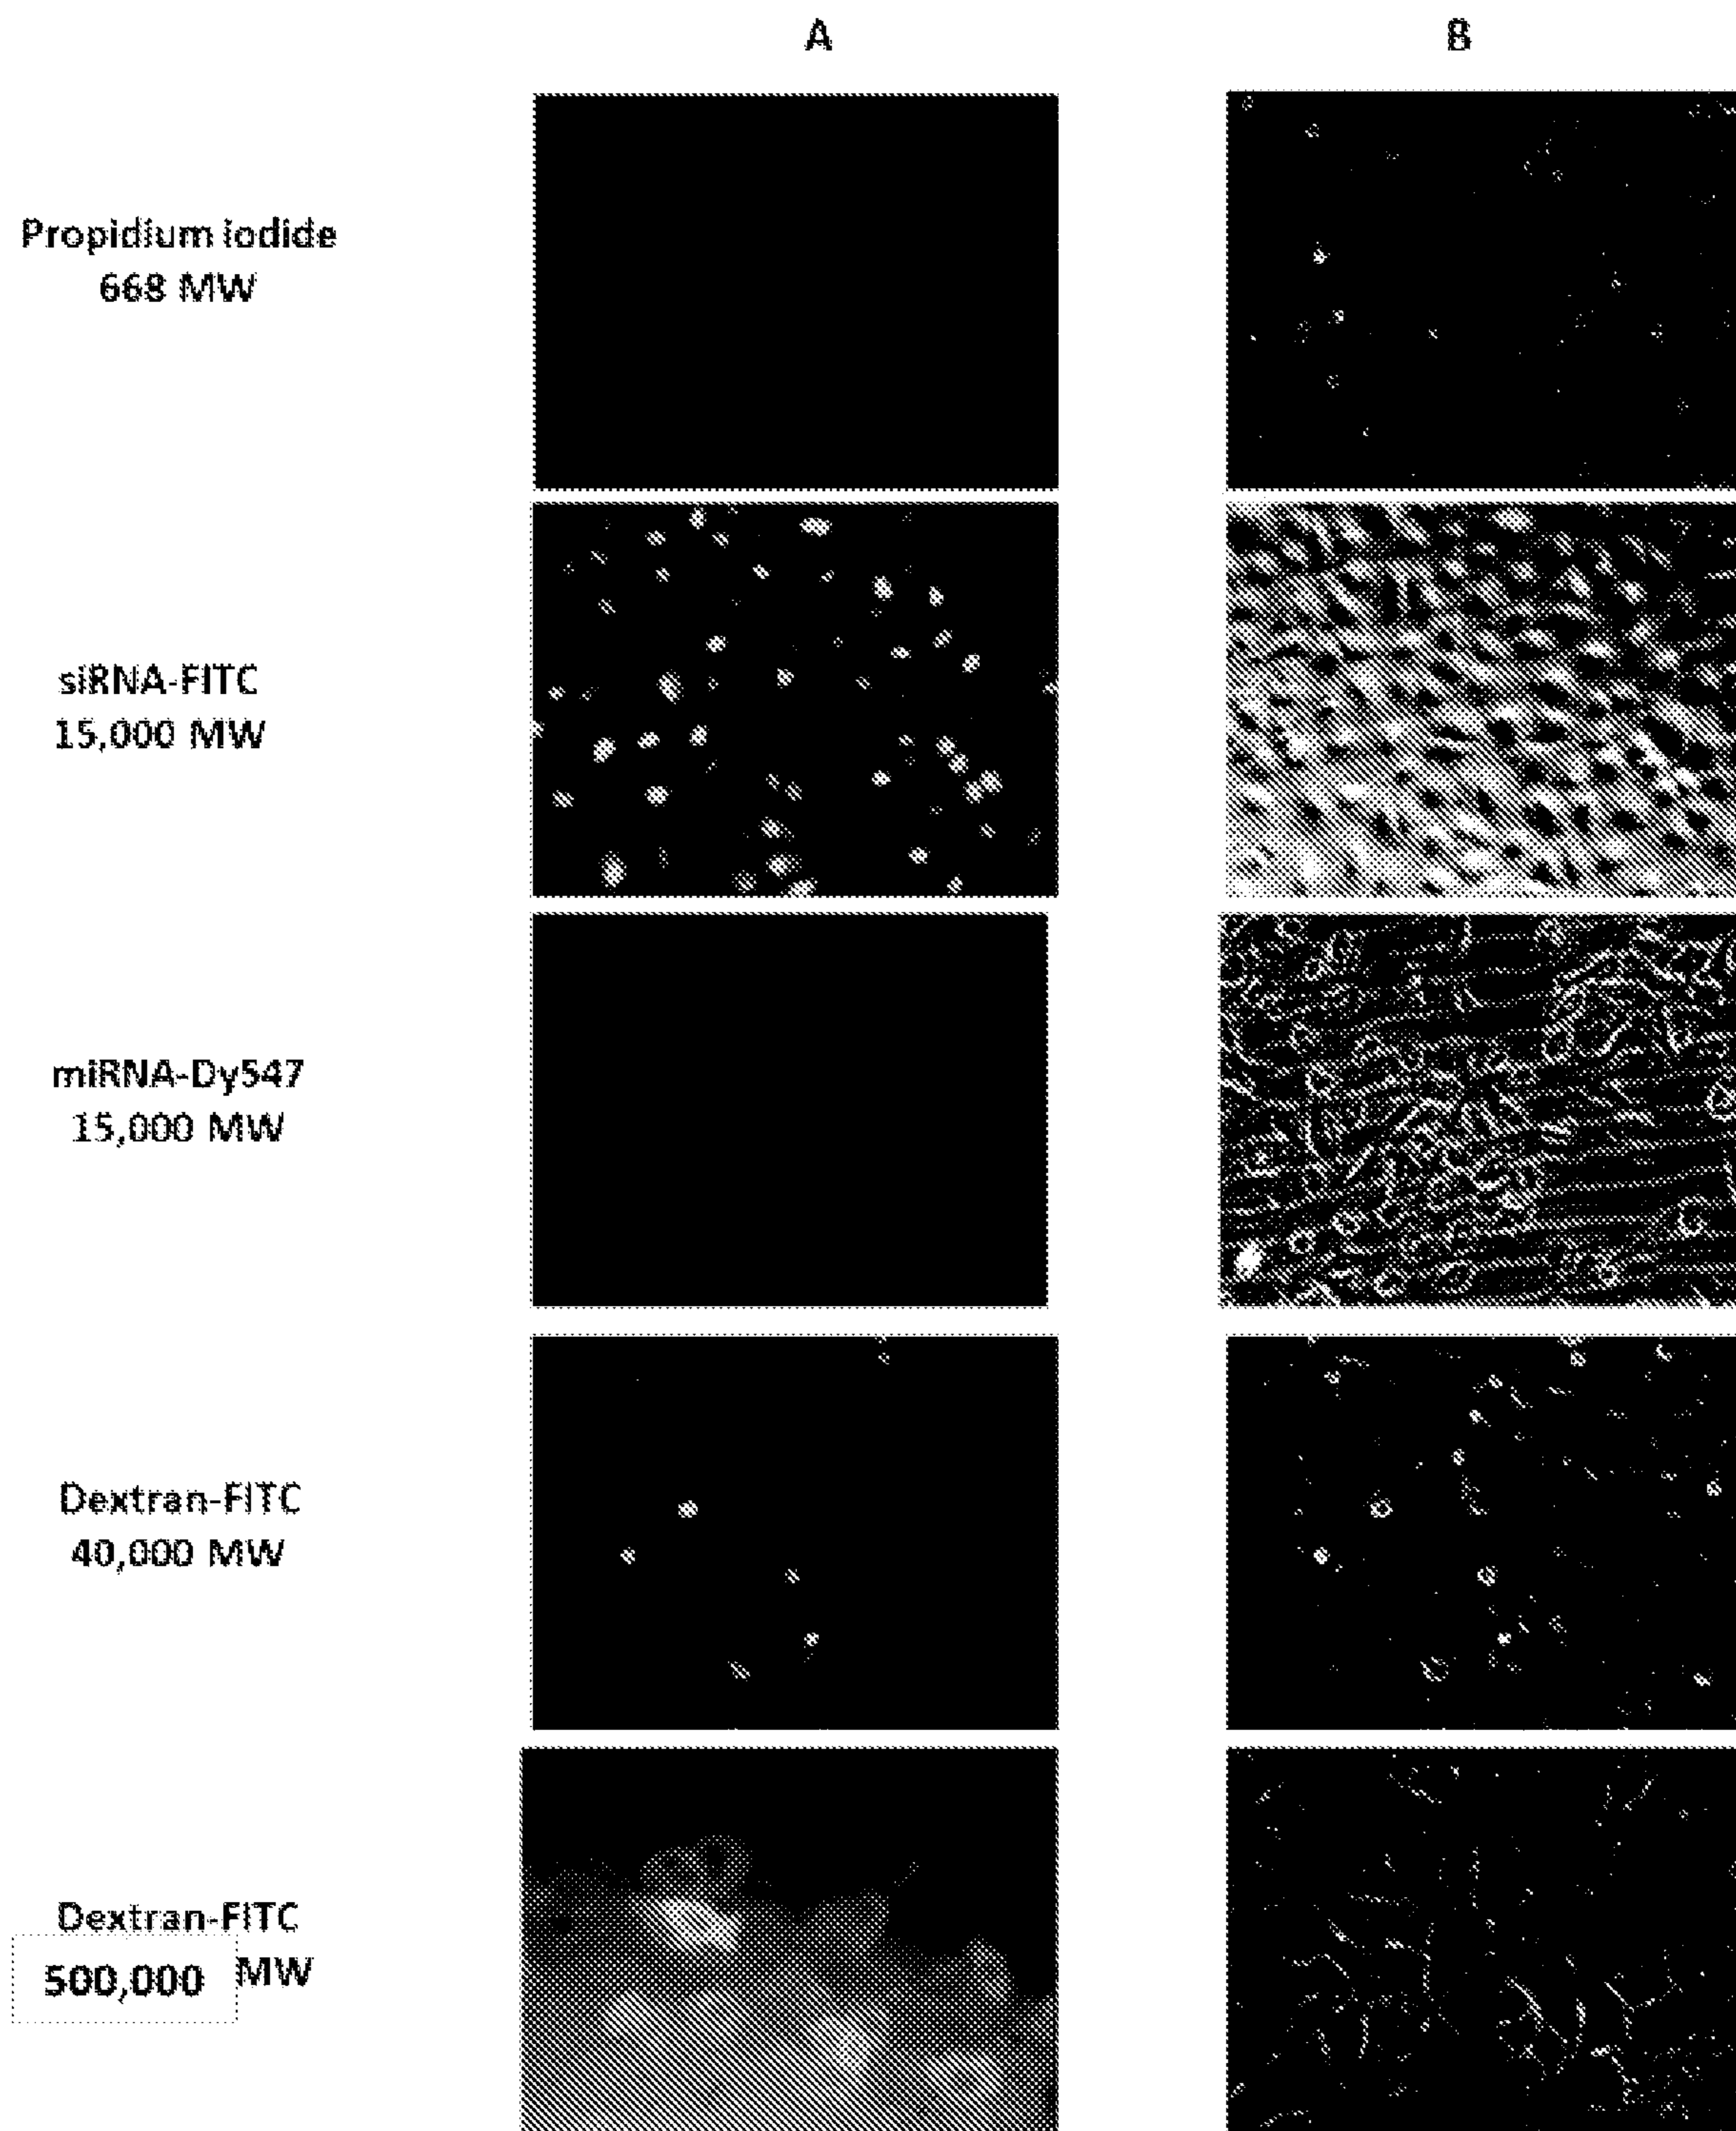 A
B
Propidium iodide
668 MW
siRNA-FITC
15,000 MW
miRNA-Dy547
15,000 MW
Dextran-FITC
40,000 MW
Dextran-FITC
500,000 MW